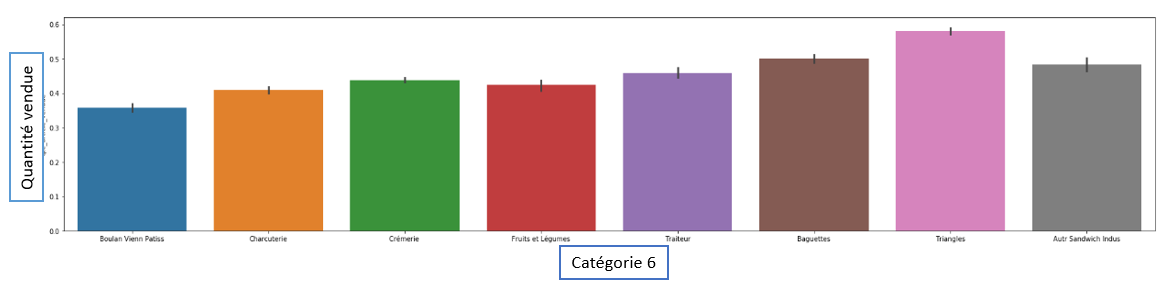 Quantité vendue
0.6
0.5
0.4
0.3
0.2
0.1
0.0
Boulan Vienn Patiss
Charcuterie
Crèmerie
Fruits et Légumes
Traiteur
Baguettes
Triangles
Autr Sandwich Indus
Catégorie 6